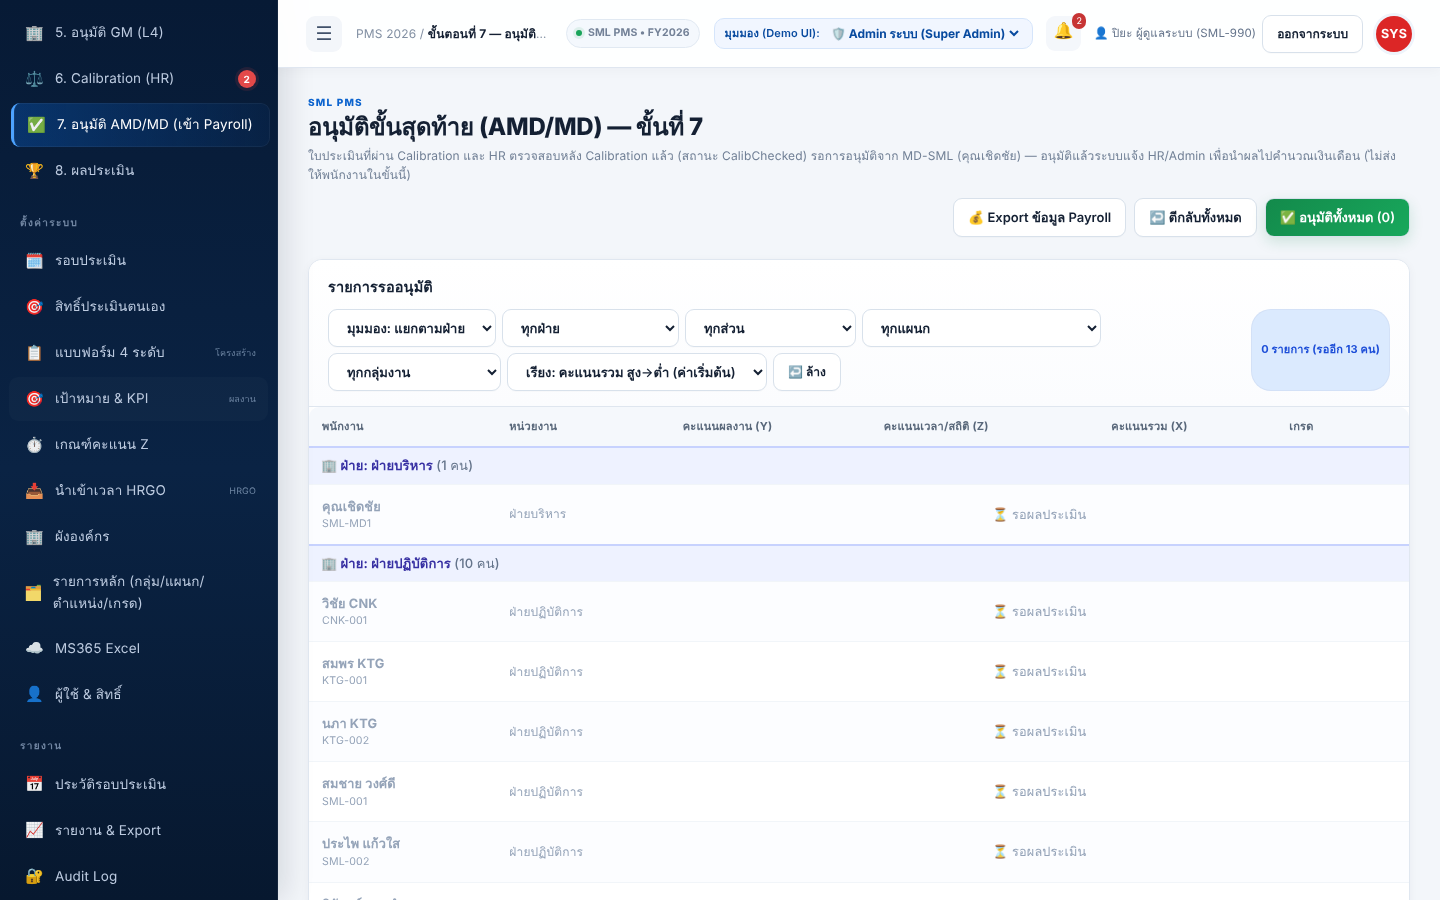 5. อนุมัติ GM (L4)
6. Calibration (HR)
2
7. อนุมัติ AMD/MD (เข้า Payroll)
8. ผลประเมิน
ตั้งค่าระบบ
รอบประเมิน
สิทธิ์ประเมินตนเอง
แบบฟอร์ม 4 ระดับ
โครงสร้าง
เป้าหมาย & KPI
ผลงาน
เกณฑ์คะแนน Z
นำเข้าเวลา HRGO
HRGO
ผังองค์กร
รายการหลัก (กลุ่ม/แผนก/
ตำแหน่ง/เกรด)
MS365 Excel
ผู้ใช้ & สิทธิ์
รายงาน
ประวัติรอบประเมิน
รายงาน & Export
Audit Log
PMS 2026 / ขั้นตอนที่ 7 — อนุมัติ...
SML PMS • FY2026
มุมมอง (Demo UI): Admin ระบบ (Super Admin)
2
ปิยะ ผู้ดูแลระบบ (SML-990)
ออกจากระบบ
SYS
SML PMS
อนุมัติขั้นสุดท้าย (AMD/MD) — ขั้นที่ 7
ใบประเมินที่ผ่าน Calibration และ HR ตรวจสอบหลัง Calibration แล้ว (สถานะ CalibChecked) รอการอนุมัติจาก MD-SML (คุณเชิดชัย) — อนุมัติแล้วระบบแจ้ง HR/Admin เพื่อนำผลไปคำนวณเงินเดือน (ไม่ส่ง
ให้พนักงานในขั้นนี้)
Export ข้อมูล Payroll
ตีกลับทั้งหมด
อนุมัติทั้งหมด (0)
รายการรออนุมัติ
มุมมอง: แยกตามฝ่าย
ทุกฝ่าย
ทุกส่วน
ทุกแผนก
ทุกกลุ่มงาน
เรียง: คะแนนรวม สูง→ต่ำ (ค่าเริ่มต้น)
ล้าง
0 รายการ (รออีก 13 คน)
พนักงาน หน่วยงาน คะแนนผลงาน (Y) คะแนนเวลา/สถิติ (Z) คะแนนรวม (X) เกรด
ฝ่าย: ฝ่ายบริหาร (1 คน)
คุณเชิดชัย
SML-MD1
ฝ่ายบริหาร
รอผลประเมิน
ฝ่าย: ฝ่ายปฏิบัติการ (10 คน)
วิชัย CNK
CNK-001
ฝ่ายปฏิบัติการ
รอผลประเมิน
สมพร KTG
KTG-001
ฝ่ายปฏิบัติการ
รอผลประเมิน
นภา KTG
KTG-002
ฝ่ายปฏิบัติการ
รอผลประเมิน
สมชาย วงศ์ดี
SML-001
ฝ่ายปฏิบัติการ
รอผลประเมิน
ประไพ แก้วใส
SML-002
ฝ่ายปฏิบัติการ
รอผลประเมิน